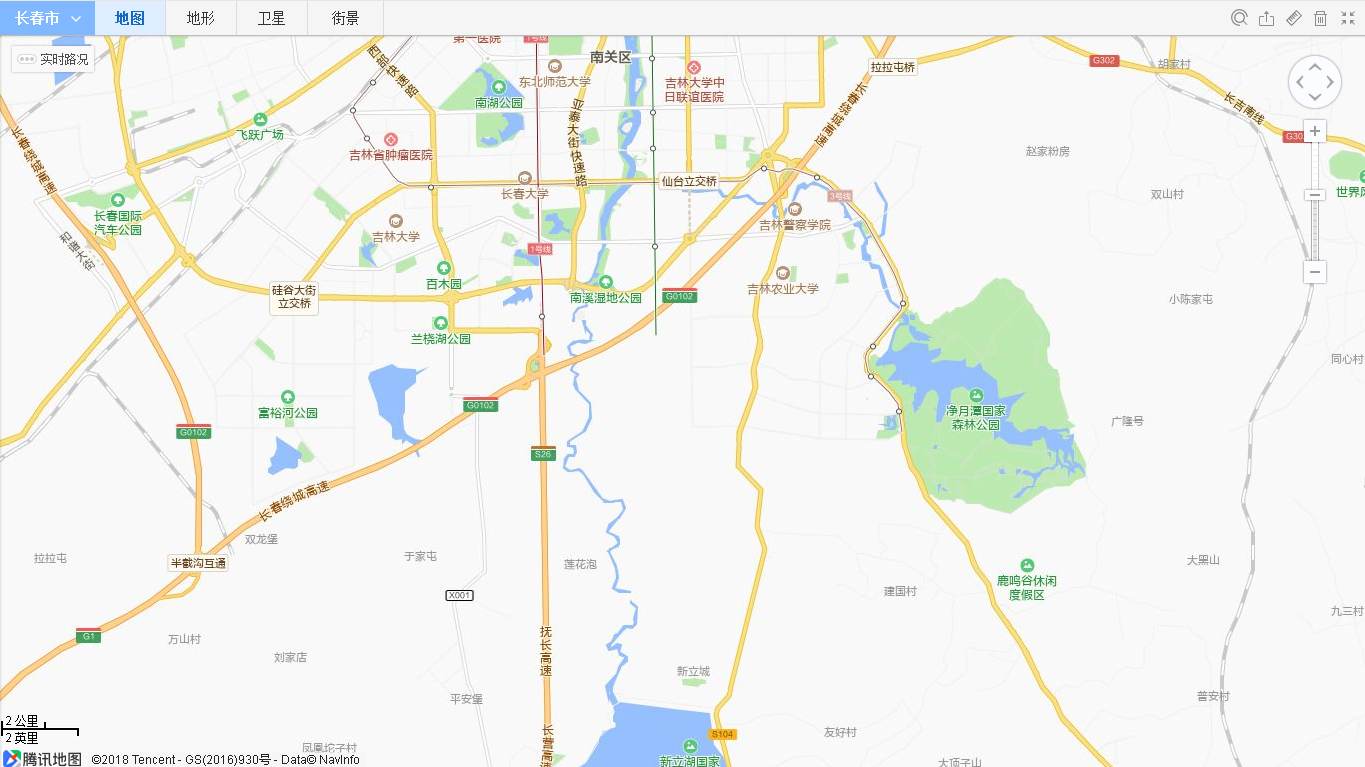 长春市
地图
地形
卫星
街景
实时路况
第一医院
1号线
南关区
西部快速路
东北师范大学
吉林大学中
日联谊医院
拉拉屯桥
G302
胡家村
南湖公园
亚泰大街快速路
长春绕城高速
长吉南线
飞跃广场
长春绕城高速
吉林省肿瘤医院
赵家粉房
长春大学
仙台立交桥
3号线
双山村
长春国际
汽车公园
吉林大学
吉林警察学院
1号线
百木园
吉林农业大学
硅谷大街
立交桥
南溪湿地公园
G0102
小陈家屯
兰桡湖公园
同心村
富裕河公园
G0102
净月潭国家
森林公园
广隆号
G0102
S26
长春绕城高速
双龙堡
拉拉屯
半截沟互通
于家屯
莲花泡
大黑山
鹿鸣谷休闲
度假区
建国村
X001
九三村
G1
万山村
刘家店
抚长高速
新立城
平安堡
普安村
2 公里
2 英里
S104
友好村
凤凰坨子村
新立湖国家
大顶子山
腾讯地图
©2018 Tencent - GS(2016)930号 - Data© NavInfo